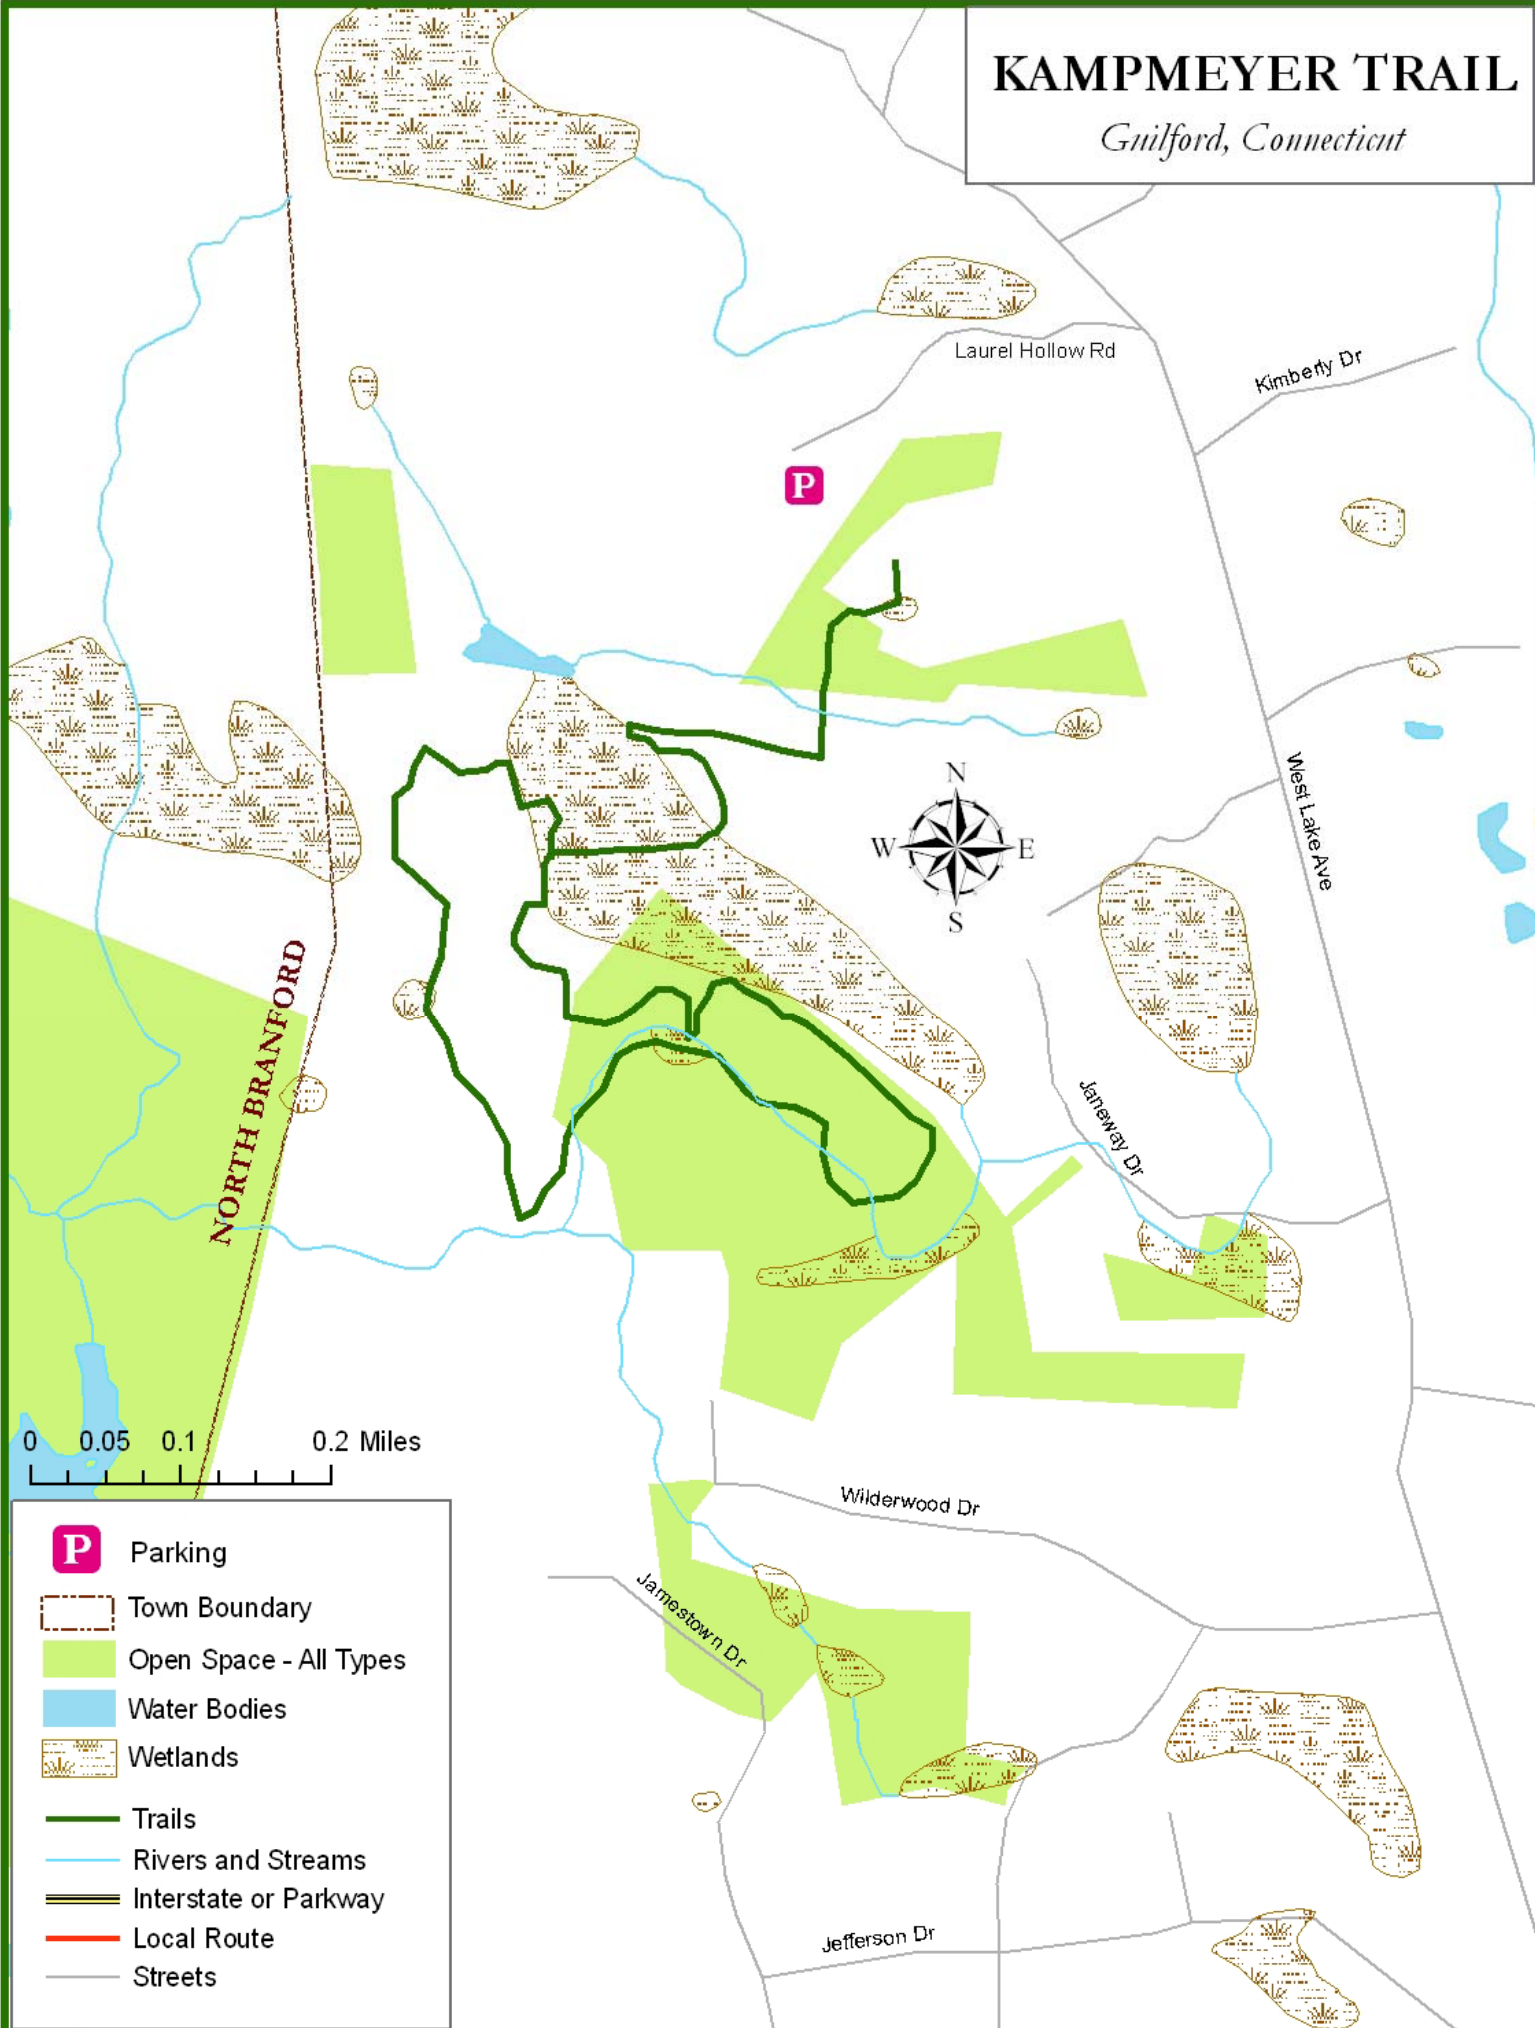 KAMPMEYER TRAIL
Guilford, Connecticut
Laurel Hollow Rd
Kimberly Dr
P
N
W E
S
West Lake Ave
NORTH BRANFORD
Janeway Dr
0 0.05 0.1 0.2 Miles
Wilderwood Dr
Jamestown Dr
Jefferson Dr
P Parking
Town Boundary
Open Space - All Types
Water Bodies
Wetlands
Trails
Rivers and Streams
Interstate or Parkway
Local Route
Streets